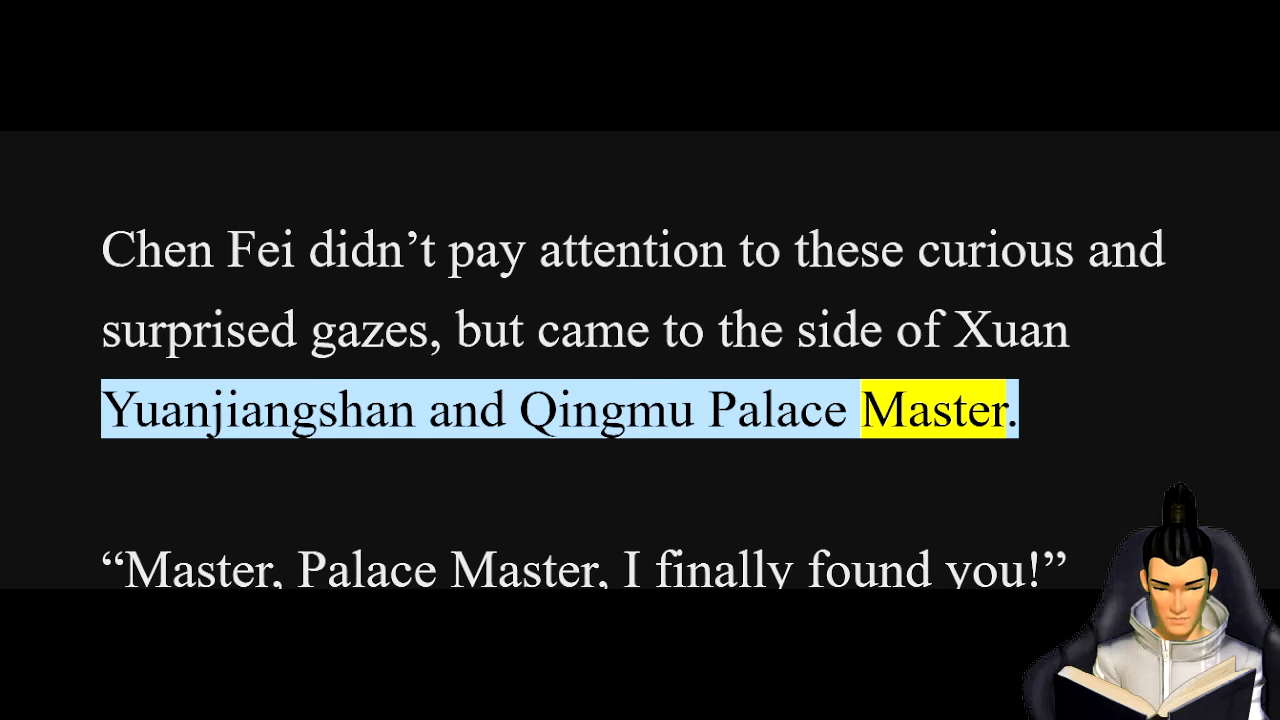 Chen Fei didn’t pay attention to these curious and
surprised gazes, but came to the side of Xuan
Yuanjiangshan and Qingmu Palace Master.
“Master, Palace Master, I finally found you!”